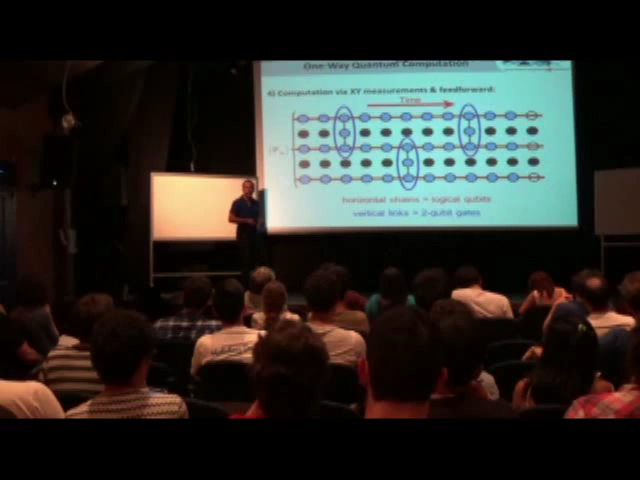 One-Way Quantum Computation
4) Computation via XY measurements & feedforward:
Time
horizontal chains = logical qubits
vertical links = 2-qubit gates